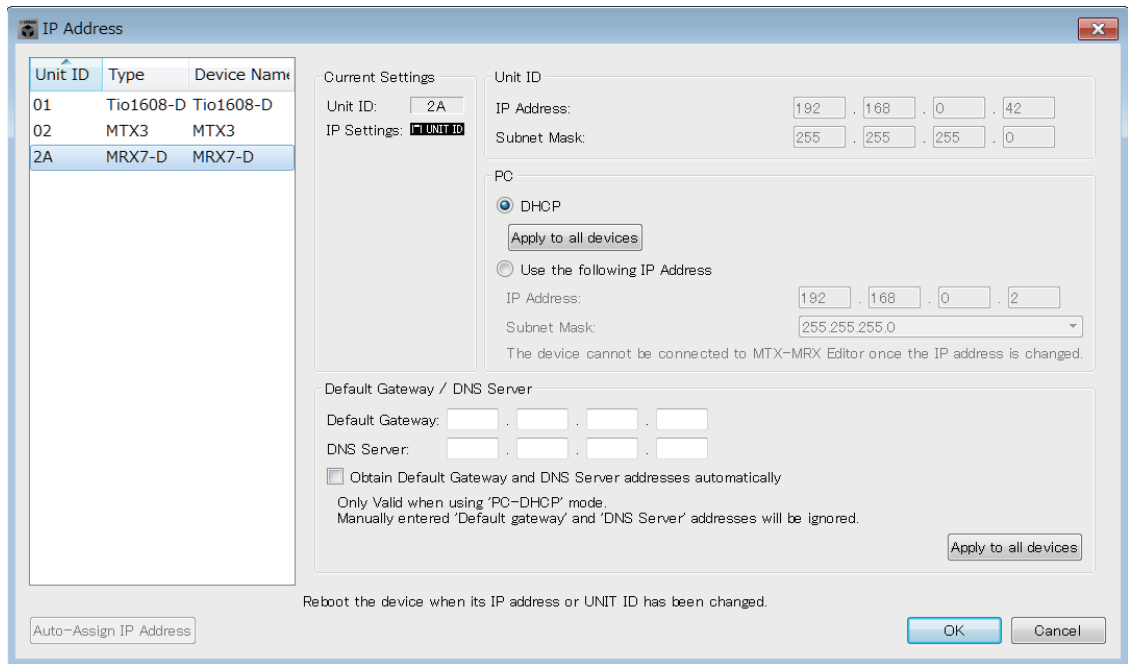 IP Address
Unit ID Type Device Name
01 Tio1608-D Tio1608-D
02 MTX3 MTX3
2A MRX7-D MRX7-D
Current Settings
Unit ID: 2A
IP Settings: UNIT ID
Unit ID
IP Address: 192 . 168 . 0 . 42
Subnet Mask: 255 . 255 . 255 . 0
PC
DHCP
Apply to all devices
Use the following IP Address
IP Address: 192 . 168 . 0 . 2
Subnet Mask: 255.255.255.0
The device cannot be connected to MTX-MRX Editor once the IP address is changed.
Default Gateway / DNS Server
Default Gateway: . . .
DNS Server: . . .
Obtain Default Gateway and DNS Server addresses automatically
Only Valid when using 'PC-DHCP' mode.
Manually entered 'Default gateway' and 'DNS Server' addresses will be ignored.
Apply to all devices
Reboot the device when its IP address or UNIT ID has been changed.
Auto-Assign IP Address
OK
Cancel